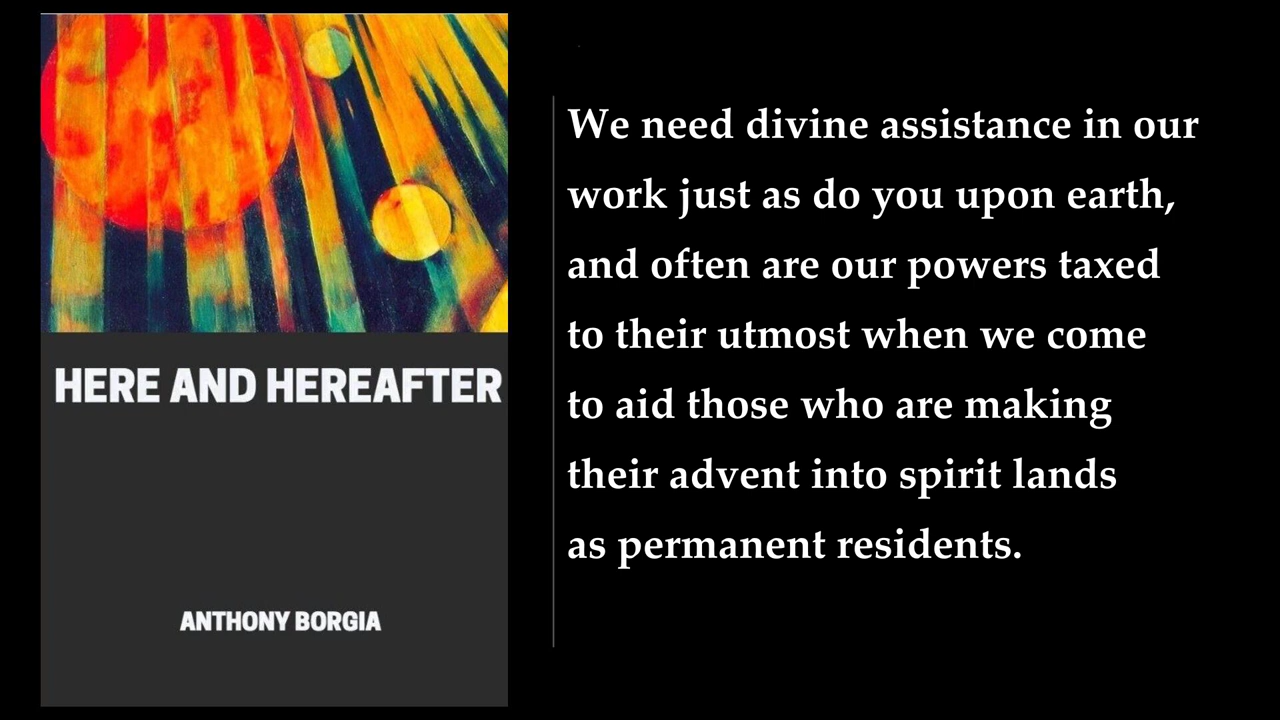 HERE AND HEREAFTER
ANTHONY BORGIA
We need divine assistance in our
work just as do you upon earth,
and often are our powers taxed
to their utmost when we come
to aid those who are making
their advent into spirit lands
as permanent residents.